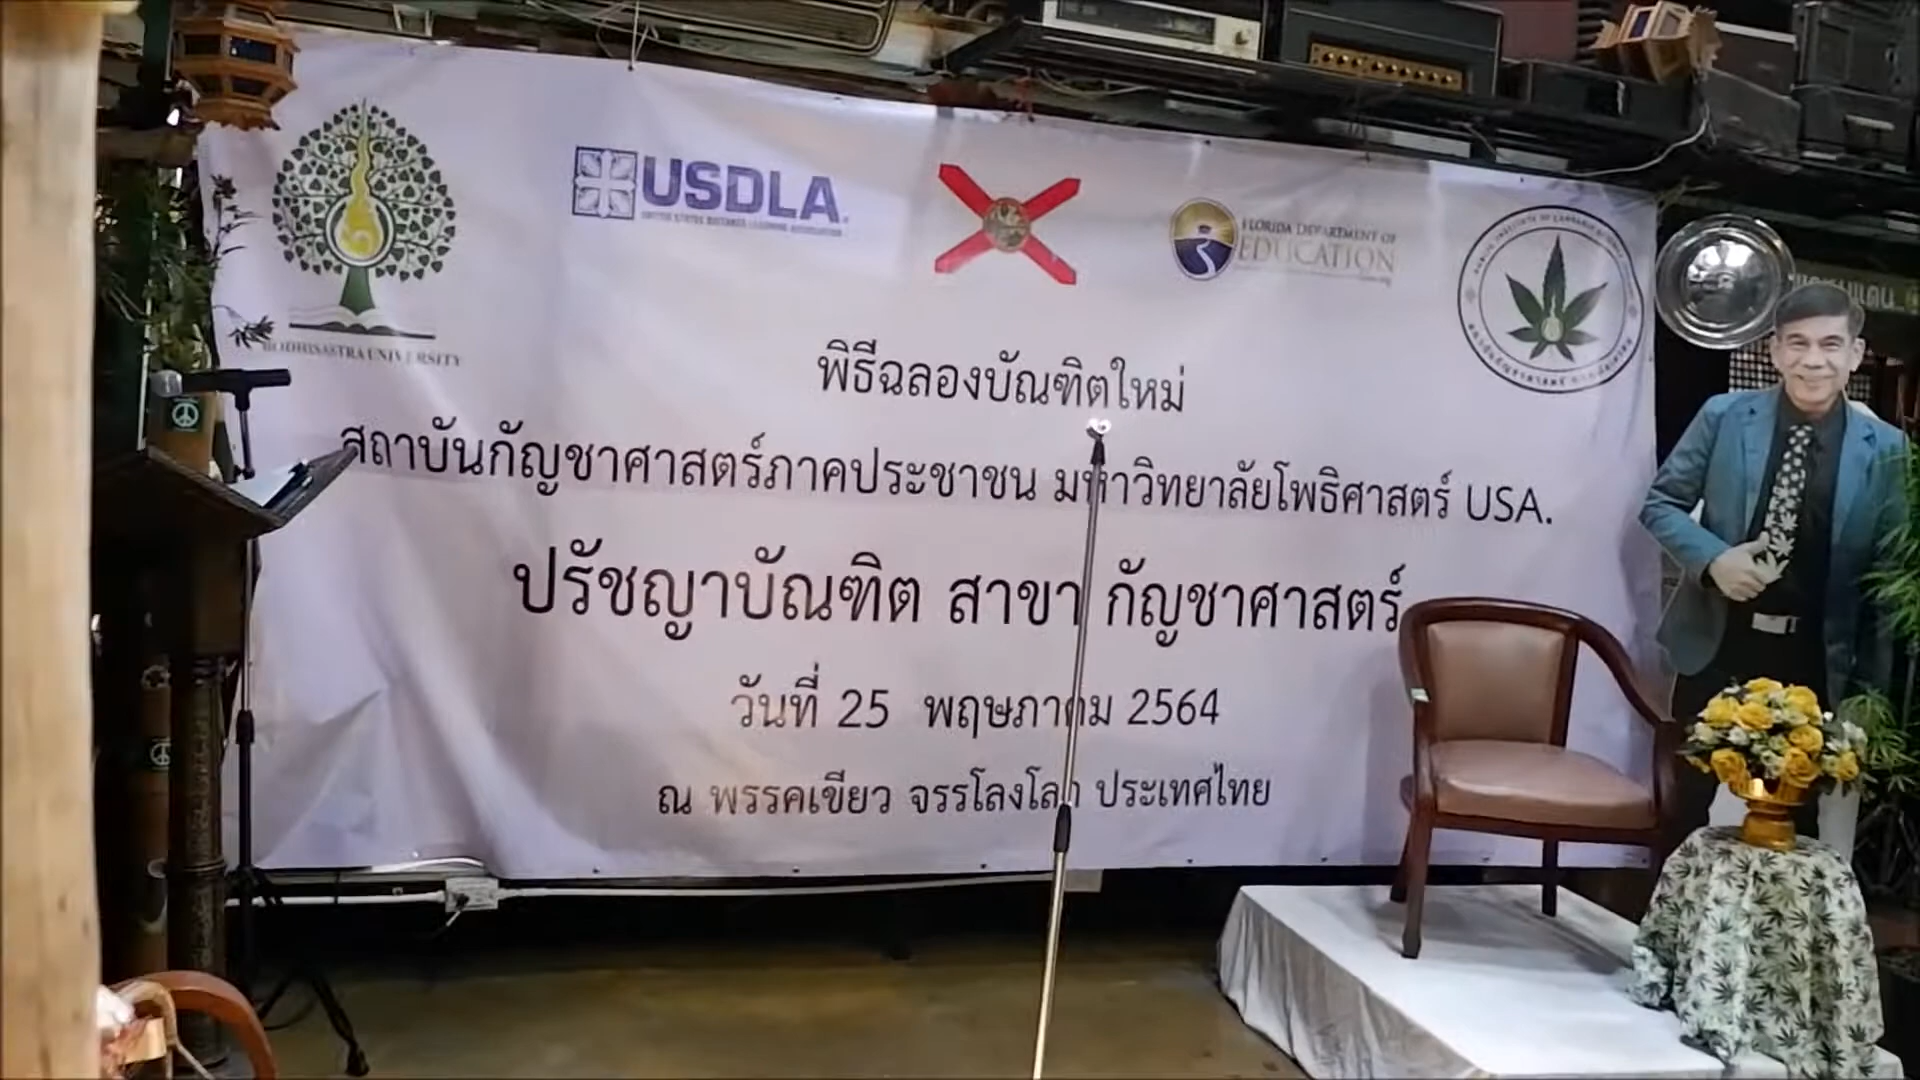 BODHISASTRA UNIVERSITY
USDLA
UNITED STATES DISTANCE LEARNING ASSOCIATION
FLORIDA DEPARTMENT OF
EDUCATION
พิธีฉลองบัณฑิตใหม่
สถาบันกัญชาศาสตร์ภาคประชาชน มหาวิทยาลัยโพธิศาสตร์ USA.
ปรัชญาบัณฑิต สาขา กัญชาศาสตร์
วันที่ 25 พฤษภาคม 2564
ณ พรรคเขียว จรรโลงโลก ประเทศไทย